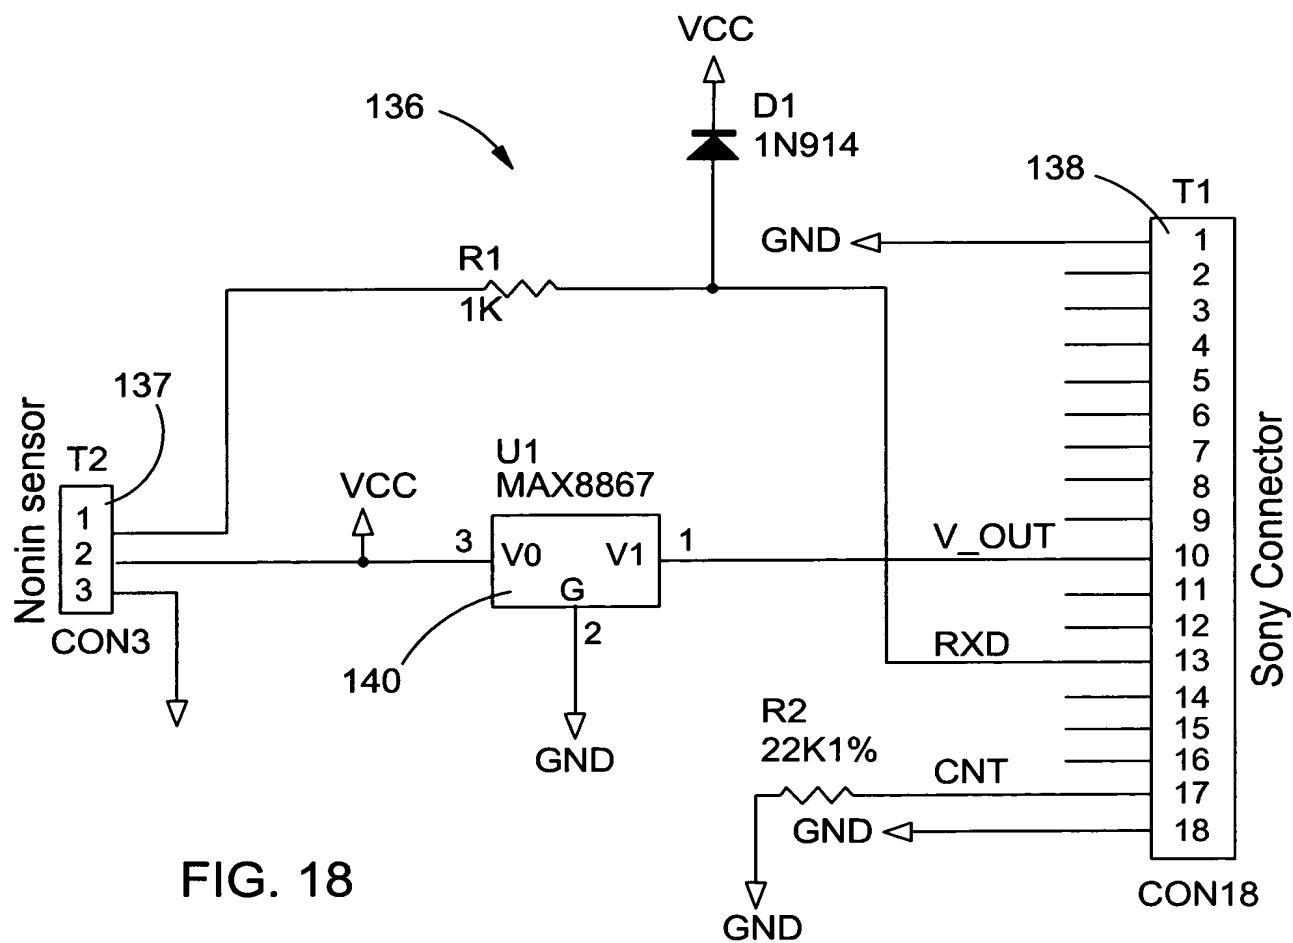 VCC
136
D1
1N914
138
T1
GND
R1
1K
137
Nonin sensor
T2
1
2
3
CON3
VCC
U1
MAX8867
3
V0
V1
G
1
2
140
GND
V_OUT
RXD
R2
22K1%
CNT
GND
GND
1
2
3
4
5
6
7
8
9
10
11
12
13
14
15
16
17
18
Sony Connector
CON18
FIG. 18